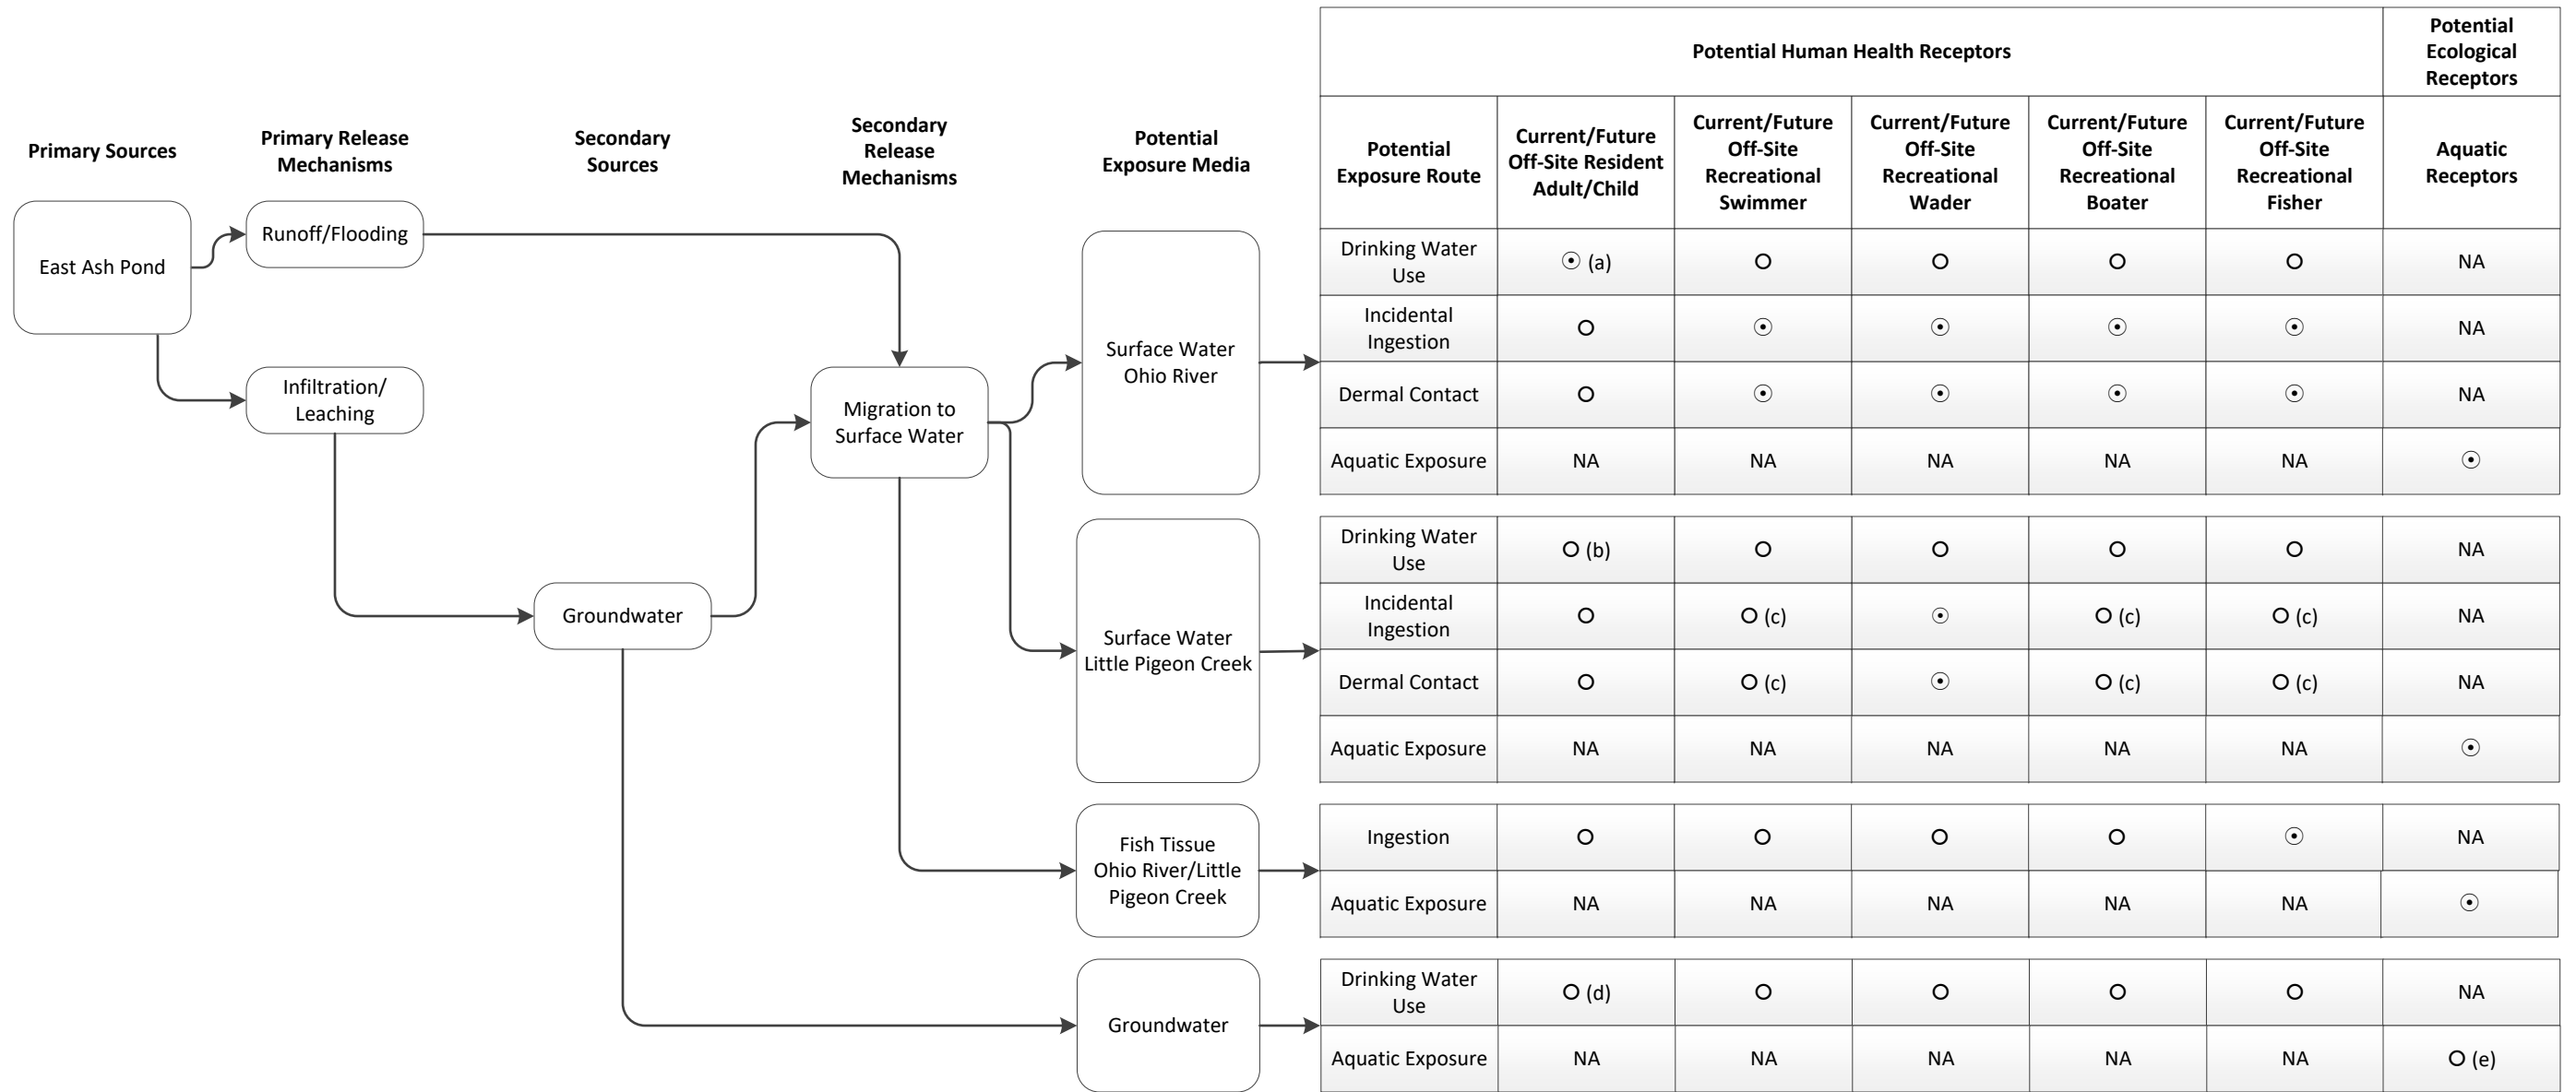 Potential Human Health Receptors
Potential
Ecological
Receptors
Primary Sources
Primary Release
Mechanisms
Secondary
Sources
Secondary
Release
Mechanisms
Potential
Exposure Media
Potential
Exposure Route
Current/Future
Off-Site Resident
Adult/Child
Current/Future
Off-Site
Recreational
Swimmer
Current/Future
Off-Site
Recreational
Wader
Current/Future
Off-Site
Recreational
Boater
Current/Future
Off-Site
Recreational
Fisher
Aquatic
Receptors
East Ash Pond
Runoff/Flooding
Infiltration/
Leaching
Groundwater
Migration to
Surface Water
Surface Water
Ohio River
Drinking Water
Use
☉ (a)
O
O
O
O
NA
Incidental
Ingestion
O
☉
☉
☉
☉
NA
Dermal Contact
O
☉
☉
☉
☉
NA
Aquatic Exposure
NA
NA
NA
NA
NA
☉
Surface Water
Little Pigeon Creek
Drinking Water
Use
O (b)
O
O
O
O
NA
Incidental
Ingestion
O
O (c)
☉
O (c)
O (c)
NA
Dermal Contact
O
O (c)
☉
O (c)
O (c)
NA
Aquatic Exposure
NA
NA
NA
NA
NA
☉
Fish Tissue
Ohio River/Little
Pigeon Creek
Ingestion
O
O
O
O
☉
NA
Aquatic Exposure
NA
NA
NA
NA
NA
☉
Groundwater
Drinking Water
Use
O (d)
O
O
O
O
NA
Aquatic Exposure
NA
NA
NA
NA
NA
O (e)